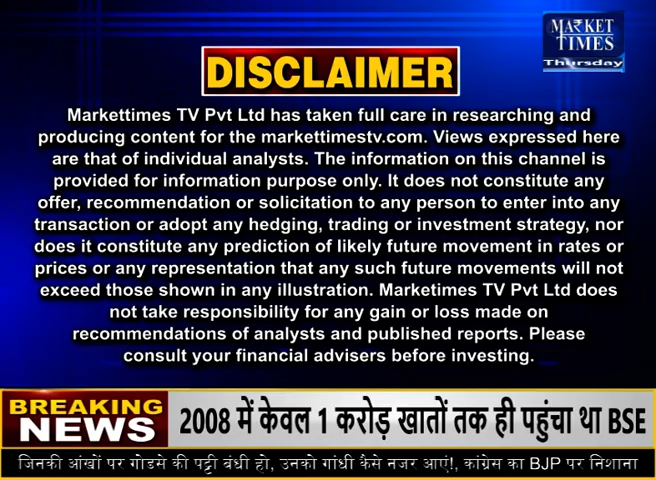 MARKET
TIMES
Thursday
DISCLAIMER
Markettimes TV Pvt Ltd has taken full care in researching and
producing content for the markettimestv.com. Views expressed here
are that of individual analysts. The information on this channel is
provided for information purpose only. It does not constitute any
offer, recommendation or solicitation to any person to enter into any
transaction or adopt any hedging, trading or investment strategy, nor
does it constitute any prediction of likely future movement in rates or
prices or any representation that any such future movements will not
exceed those shown in any illustration. Marketimes TV Pvt Ltd does
not take responsibility for any gain or loss made on
recommendations of analysts and published reports. Please
consult your financial advisers before investing.
BREAKING
NEWS
2008 में केवल 1 करोड़ खातों तक ही पहुंचा था BSE
जिनकी आंखों पर गोडसे की पट्टी बंधी हो, उनको गांधी कैसे नजर आएं!, कांग्रेस का BJP पर निशाना